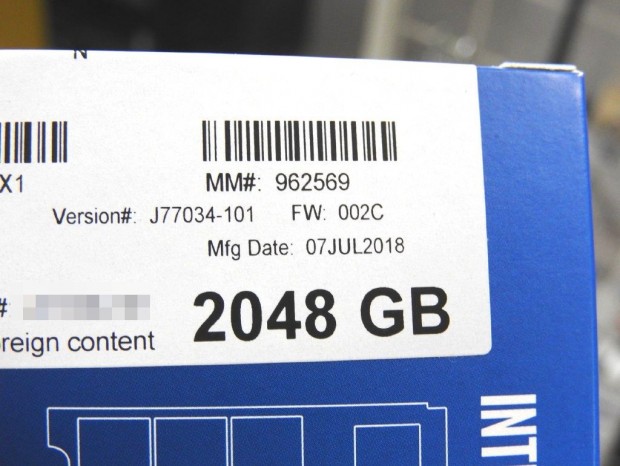 N
X1
MM#: 962569
Version#: J77034-101 FW: 002C
Mfg Date: 07JUL2018
#
2048 GB
reign content
INT